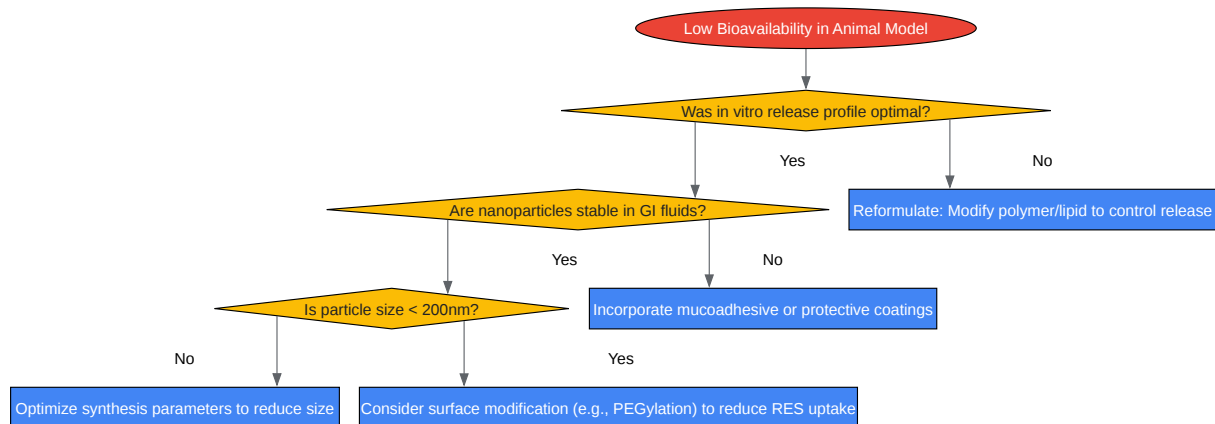 Low Bioavailability in Animal Model
Was in vitro release profile optimal?
Yes
No
Are nanoparticles stable in GI fluids?
Reformulate: Modify polymer/lipid to control release
Yes
No
Is particle size < 200nm?
Incorporate mucoadhesive or protective coatings
No
Yes
Optimize synthesis parameters to reduce size
Consider surface modification (e.g., PEGylation) to reduce RES uptake